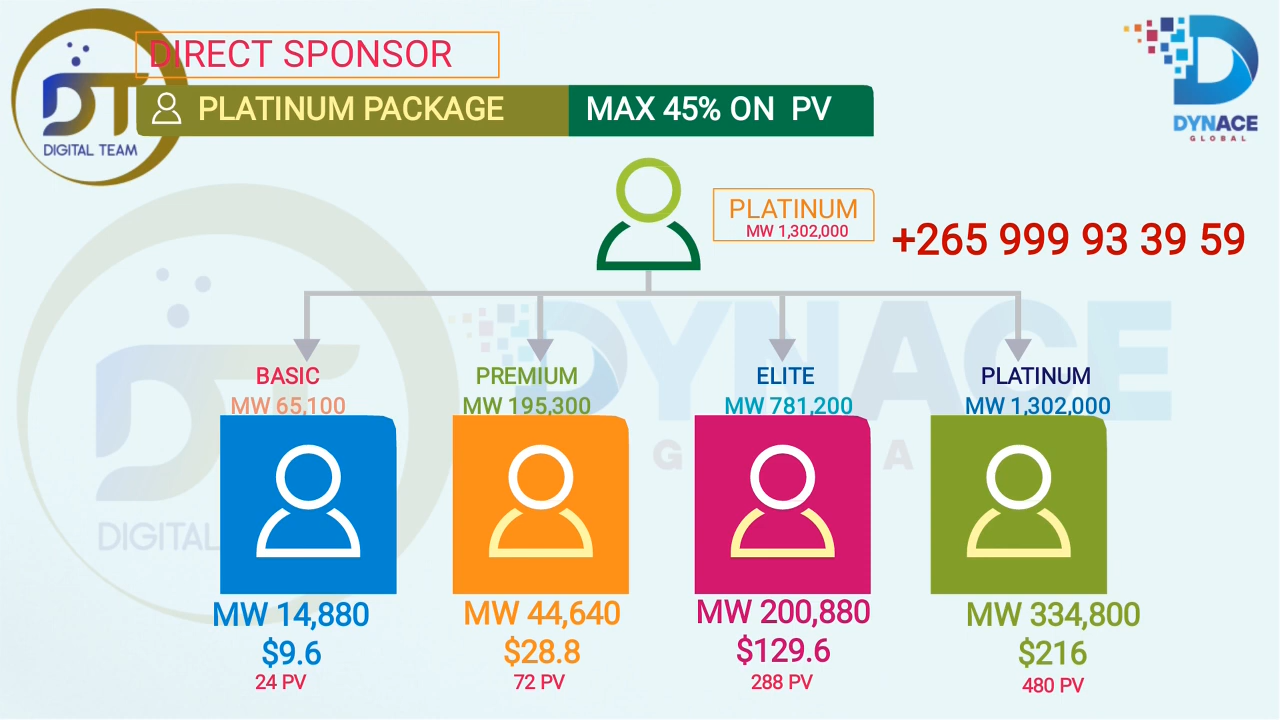 DIRECT SPONSOR
DT
DIGITAL TEAM
PLATINUM PACKAGE
MAX 45% ON PV
DYNACE
GLOBAL
PLATINUM
MW 1,302,000
+265 999 93 39 59
BASIC
MW 65,100
PREMIUM
MW 195,300
ELITE
MW 781,200
PLATINUM
MW 1,302,000
DYNACE
DT
DIGITAL
MW 14,880
$9.6
24 PV
MW 44,640
$28.8
72 PV
MW 200,880
$129.6
288 PV
MW 334,800
$216
480 PV